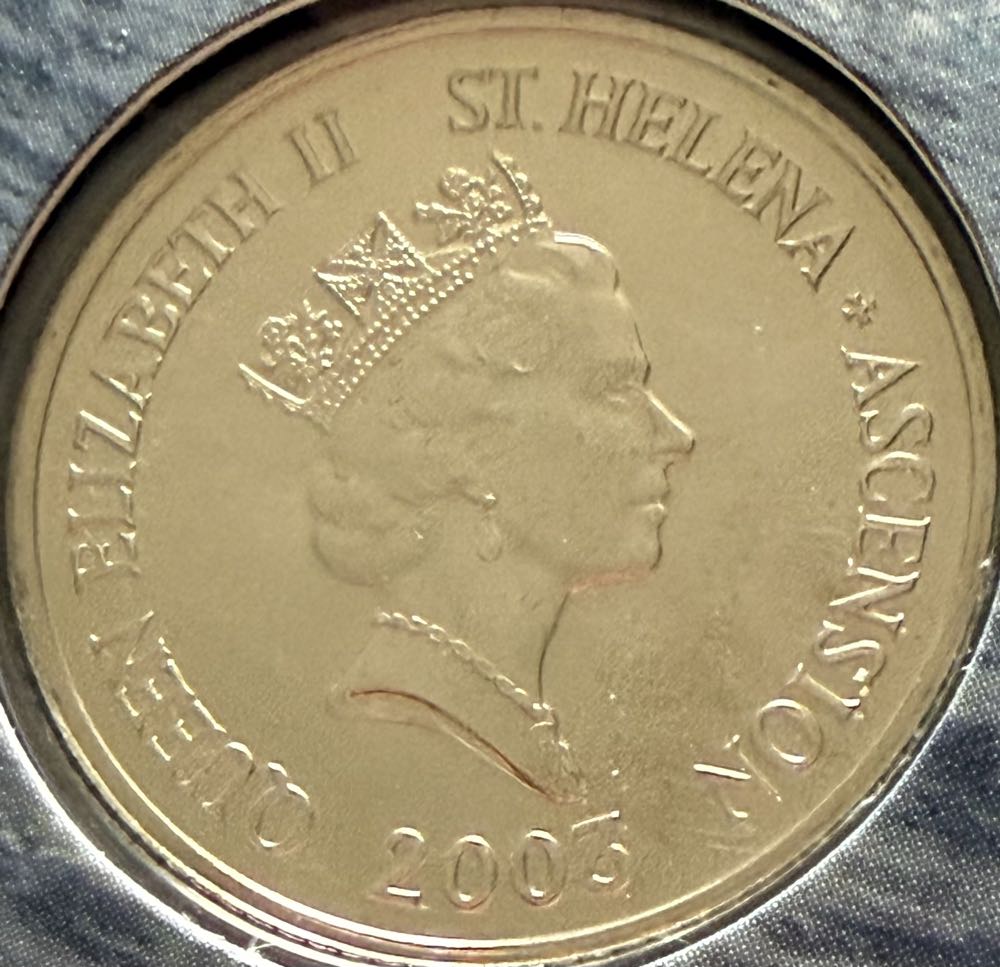 QUEEN ELIZABETH II ST. HELENA * ASCENSION
2003